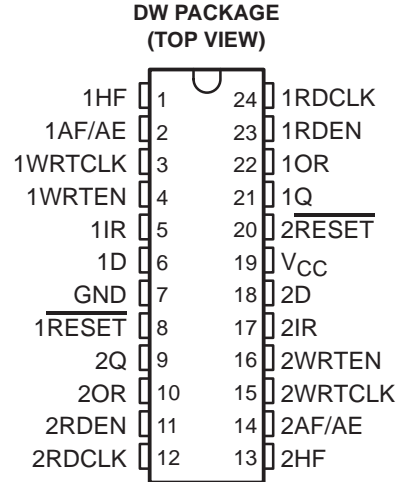 DW PACKAGE
(TOP VIEW)
1HF 1 24 1RDCLK
1AF/AE 2 23 1RDEN
1WRTCLK 3 22 1OR
1WRTEN 4 21 1Q
1IR 5 20 2RESET
1D 6 19 VCC
GND 7 18 2D
1RESET 8 17 2IR
2Q 9 16 2WRTEN
2OR 10 15 2WRTCLK
2RDEN 11 14 2AF/AE
2RDCLK 12 13 2HF